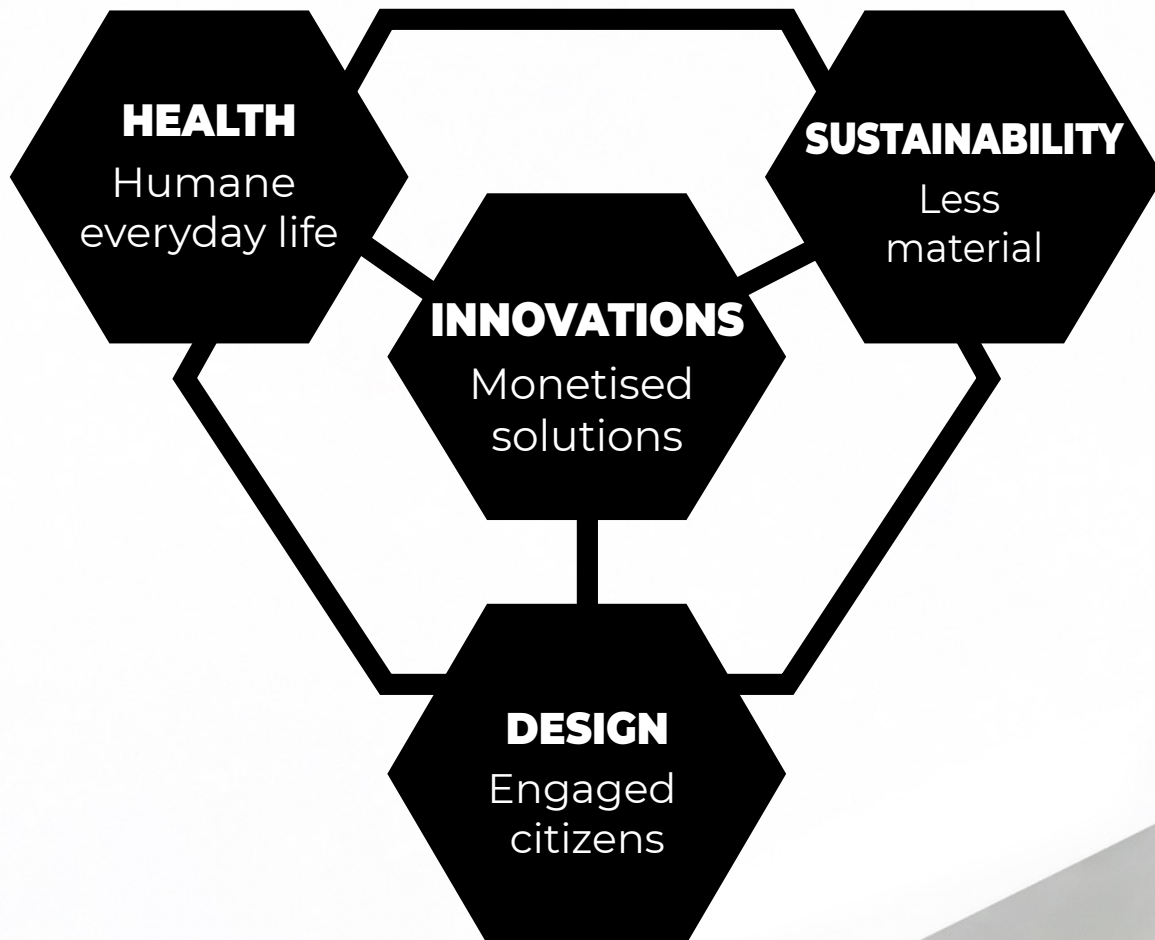 HEALTH
Humane
everyday life
SUSTAINABILITY
Less
material
INNOVATIONS
Monetised
solutions
DESIGN
Engaged
citizens